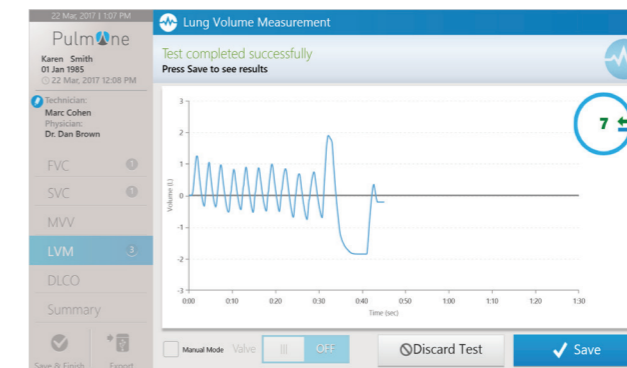 22 Mar, 2017 | 1:07 PM
PulmOne
Karen Smith
01 Jan 1985
22 Mar, 2017 12:08 PM
Technician:
Marc Cohen
Physician:
Dr. Dan Brown
FVC
SVC
MVV
LVM 3
DLCO
Summary
Save & Finish
Export
Lung Volume Measurement
Test completed successfully
Press Save to see results
7
Volume (L)
3
2
1
0
-1
-2
-3
0:00 0:10 0:20 0:30 0:40 0:50 1:00 1:10 1:20 1:30
Time (sec)
Manual Mode Valve OFF
Discard Test
Save